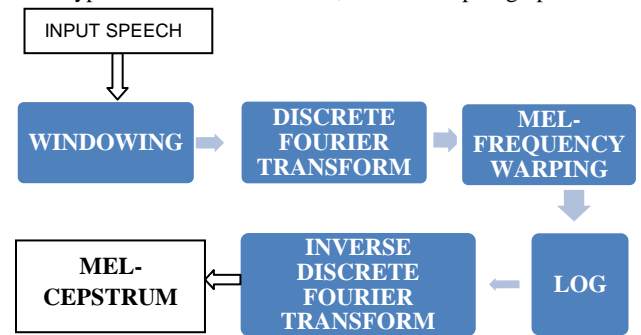 INPUT SPEECH
WINDOWING
DISCRETE
FOURIER
TRANSFORM
MEL-
FREQUENCY
WARPING
LOG
INVERSE
DISCRETE
FOURIER
TRANSFORM
MEL-
CEPSTRUM